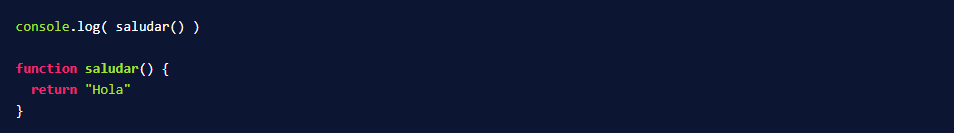 console.log( saludar() )
function saludar() {
  return "Hola"
}